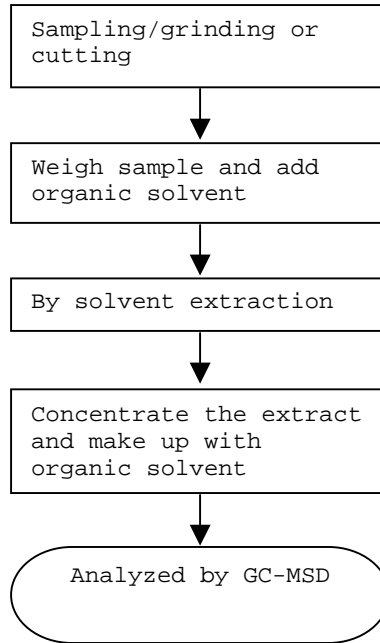 Sampling/grinding or
cutting
Weigh sample and add
organic solvent
By solvent extraction
Concentrate the extract
and make up with
organic solvent
Analyzed by GC-MSD